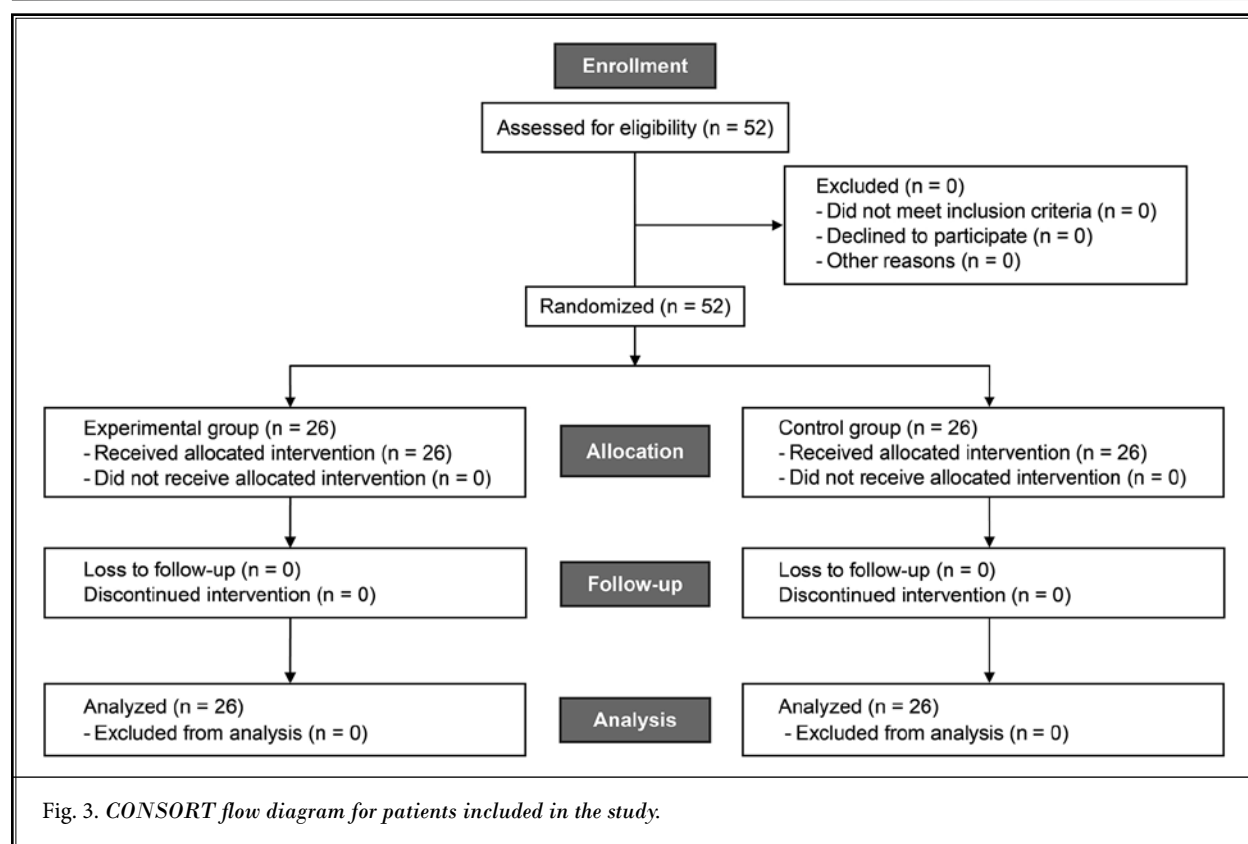 Enrollment
Assessed for eligibility (n = 52)
Excluded (n = 0)
- Did not meet inclusion criteria (n = 0)
- Declined to participate (n = 0)
- Other reasons (n = 0)
Randomized (n = 52)
Experimental group (n = 26)
- Received allocated intervention (n = 26)
- Did not receive allocated intervention (n = 0)
Allocation
Control group (n = 26)
- Received allocated intervention (n = 26)
- Did not receive allocated intervention (n = 0)
Loss to follow-up (n = 0)
Discontinued intervention (n = 0)
Follow-up
Loss to follow-up (n = 0)
Discontinued intervention (n = 0)
Analyzed (n = 26)
- Excluded from analysis (n = 0)
Analysis
Analyzed (n = 26)
- Excluded from analysis (n = 0)
Fig. 3. CONSORT flow diagram for patients included in the study.